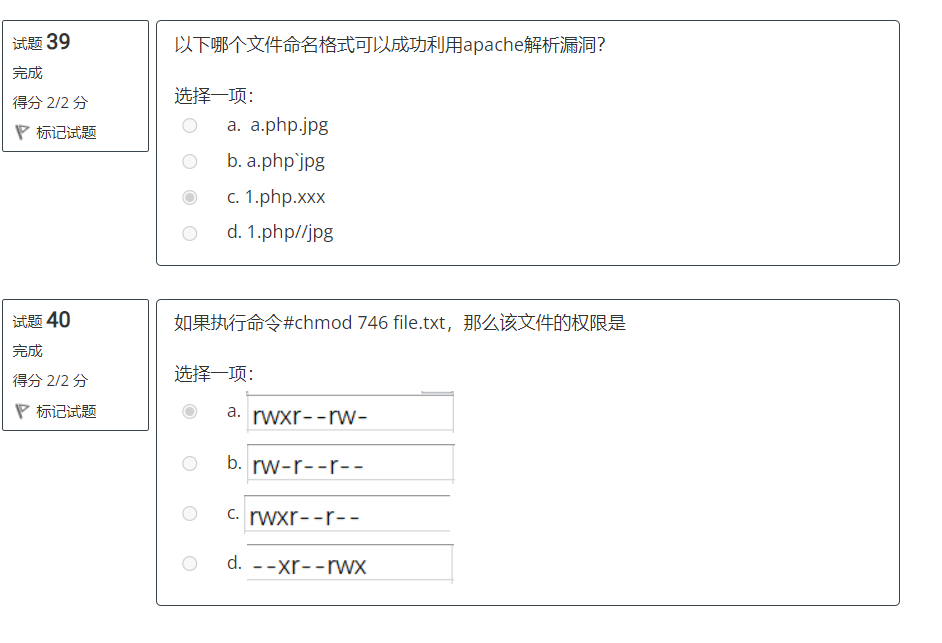 试题 39
完成
得分 2/2 分
标记试题
以下哪个文件命名格式可以成功利用apache解析漏洞?
选择一项:
a. a.php.jpg
b. a.php`jpg
c. 1.php.xxx
d. 1.php//jpg
试题 40
完成
得分 2/2 分
标记试题
如果执行命令#chmod 746 file.txt，那么该文件的权限是
选择一项:
a. rwxr--rw-
b. rw-r--r--
c. rwxr--r--
d. --xr--rwx